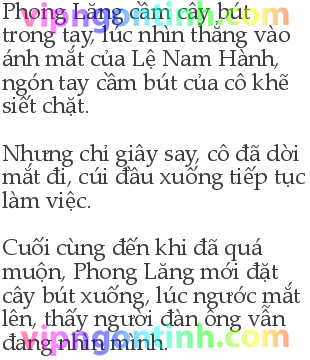 Phong Lăng cầm cây bút
trong tay, lúc nhìn thẳng vào
ánh mắt của Lệ Nam Hành,
ngón tay cầm bút của cô khẽ
siết chặt.
Nhưng chỉ giây say, cô đã dời
mắt đi, cúi đầu xuống tiếp tục
làm việc.
Cuối cùng đến khi đã quá
muộn, Phong Lăng mới đặt
cây bút xuống, lúc ngước mắt
lên, thấy người đàn ông vẫn
đang nhìn mình.
vipngontinh.com
vipngontinh.com